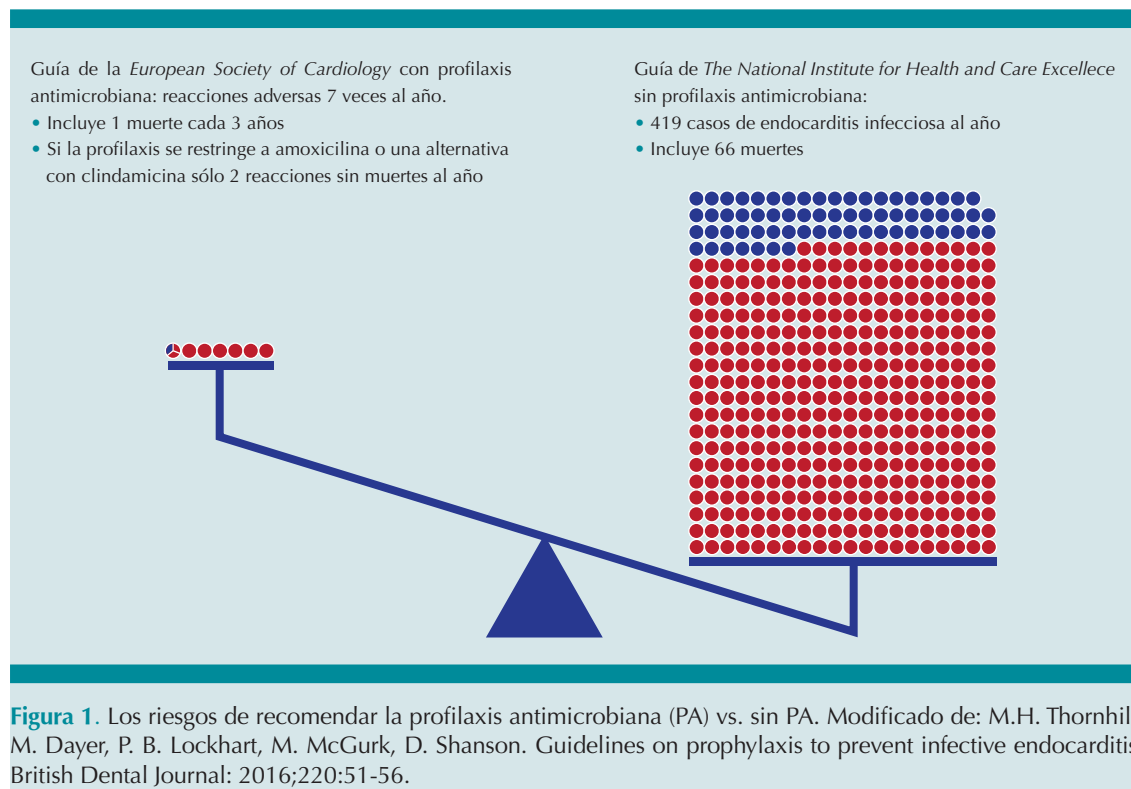 Guía de la European Society of Cardiology con profilaxis
antimicrobiana: reacciones adversas 7 veces al año.
• Incluye 1 muerte cada 3 años
• Si la profilaxis se restringe a amoxicilina o una alternativa
con clindamicina sólo 2 reacciones sin muertes al año
Guía de The National Institute for Health and Care Excellece
sin profilaxis antimicrobiana:
• 419 casos de endocarditis infecciosa al año
• Incluye 66 muertes
Figura 1. Los riesgos de recomendar la profilaxis antimicrobiana (PA) vs. sin PA. Modificado de: M.H. Thornhil
M. Dayer, P. B. Lockhart, M. McGurk, D. Shanson. Guidelines on prophylaxis to prevent infective endocarditis
British Dental Journal: 2016;220:51-56.